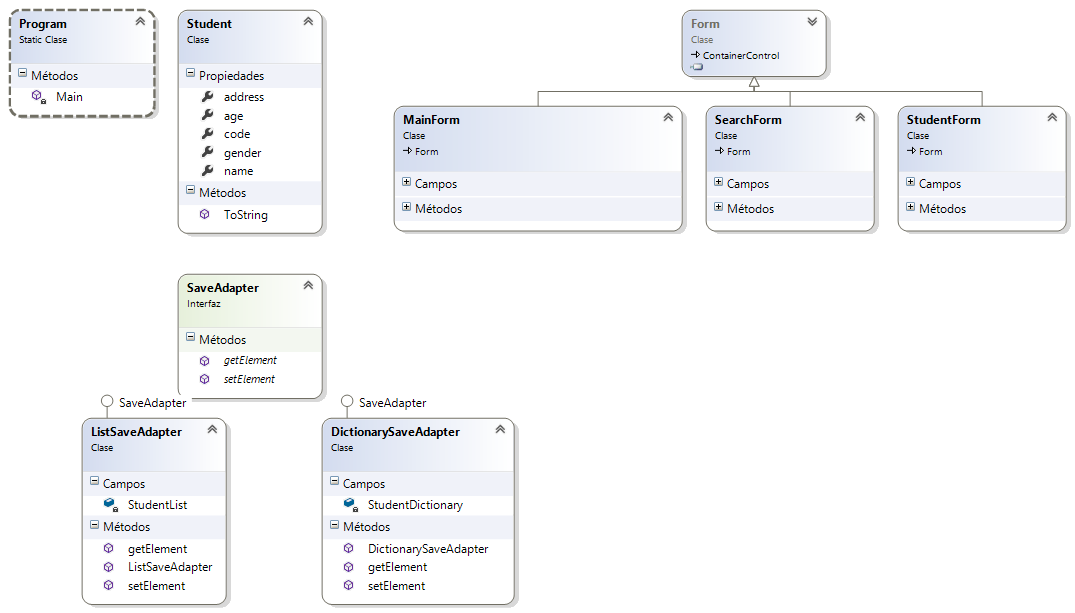 Program
Static Clase
Métodos
Main
Student
Clase
Propiedades
address
age
code
gender
name
Métodos
ToString
Form
Clase
ContainerControl
MainForm
Clase
Form
Campos
Métodos
SearchForm
Clase
Form
Campos
Métodos
StudentForm
Clase
Form
Campos
Métodos
SaveAdapter
Interfaz
Métodos
getElement
setElement
SaveAdapter
ListSaveAdapter
Clase
Campos
StudentList
Métodos
getElement
ListSaveAdapter
setElement
SaveAdapter
DictionarySaveAdapter
Clase
Campos
StudentDictionary
Métodos
DictionarySaveAdapter
getElement
setElement